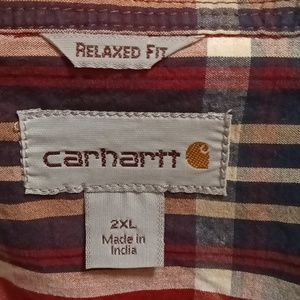 RELAXED FIT
carhartt
2XL
Made in
India